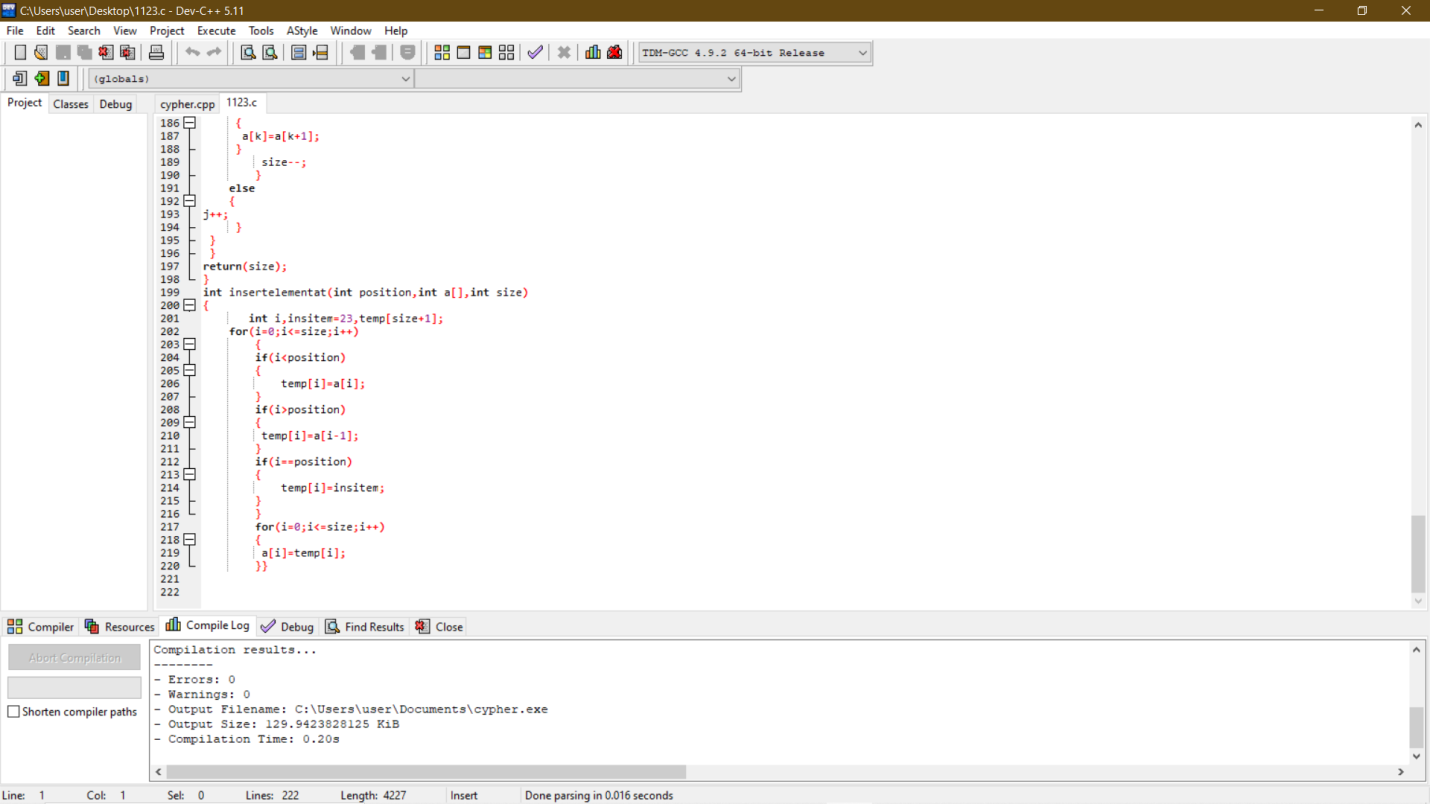 C:\Users\user\Desktop\1123.c - Dev-C++ 5.11
File Edit Search View Project Execute Tools AStyle Window Help
TDM-GCC 4.9.2 64-bit Release
(globals)
Project Classes Debug cypher.cpp 1123.c
186 {
187 a[k]=a[k+1];
188 }
189 size--;
190 }
191 else
192 {
193 j++;
194 }
195 }
196 }
197 return(size);
198 }
199 int insertelementat(int position,int a[],int size)
200 {
201 int i,insitem=23,temp[size+1];
202 for(i=0;i<=size;i++)
203 {
204 if(i<position)
205 {
206 temp[i]=a[i];
207 }
208 if(i>position)
209 {
210 temp[i]=a[i-1];
211 }
212 if(i==position)
213 {
214 temp[i]=insitem;
215 }
216 }
217 for(i=0;i<=size;i++)
218 {
219 a[i]=temp[i];
220 }}
221
222
Compiler Resources Compile Log Debug Find Results Close
Abort Compilation
Shorten compiler paths
Compilation results...
--------
- Errors: 0
- Warnings: 0
- Output Filename: C:\Users\user\Documents\cypher.exe
- Output Size: 129.9423828125 KiB
- Compilation Time: 0.20s
Line: 1 Col: 1 Sel: 0 Lines: 222 Length: 4227 Insert Done parsing in 0.016 seconds